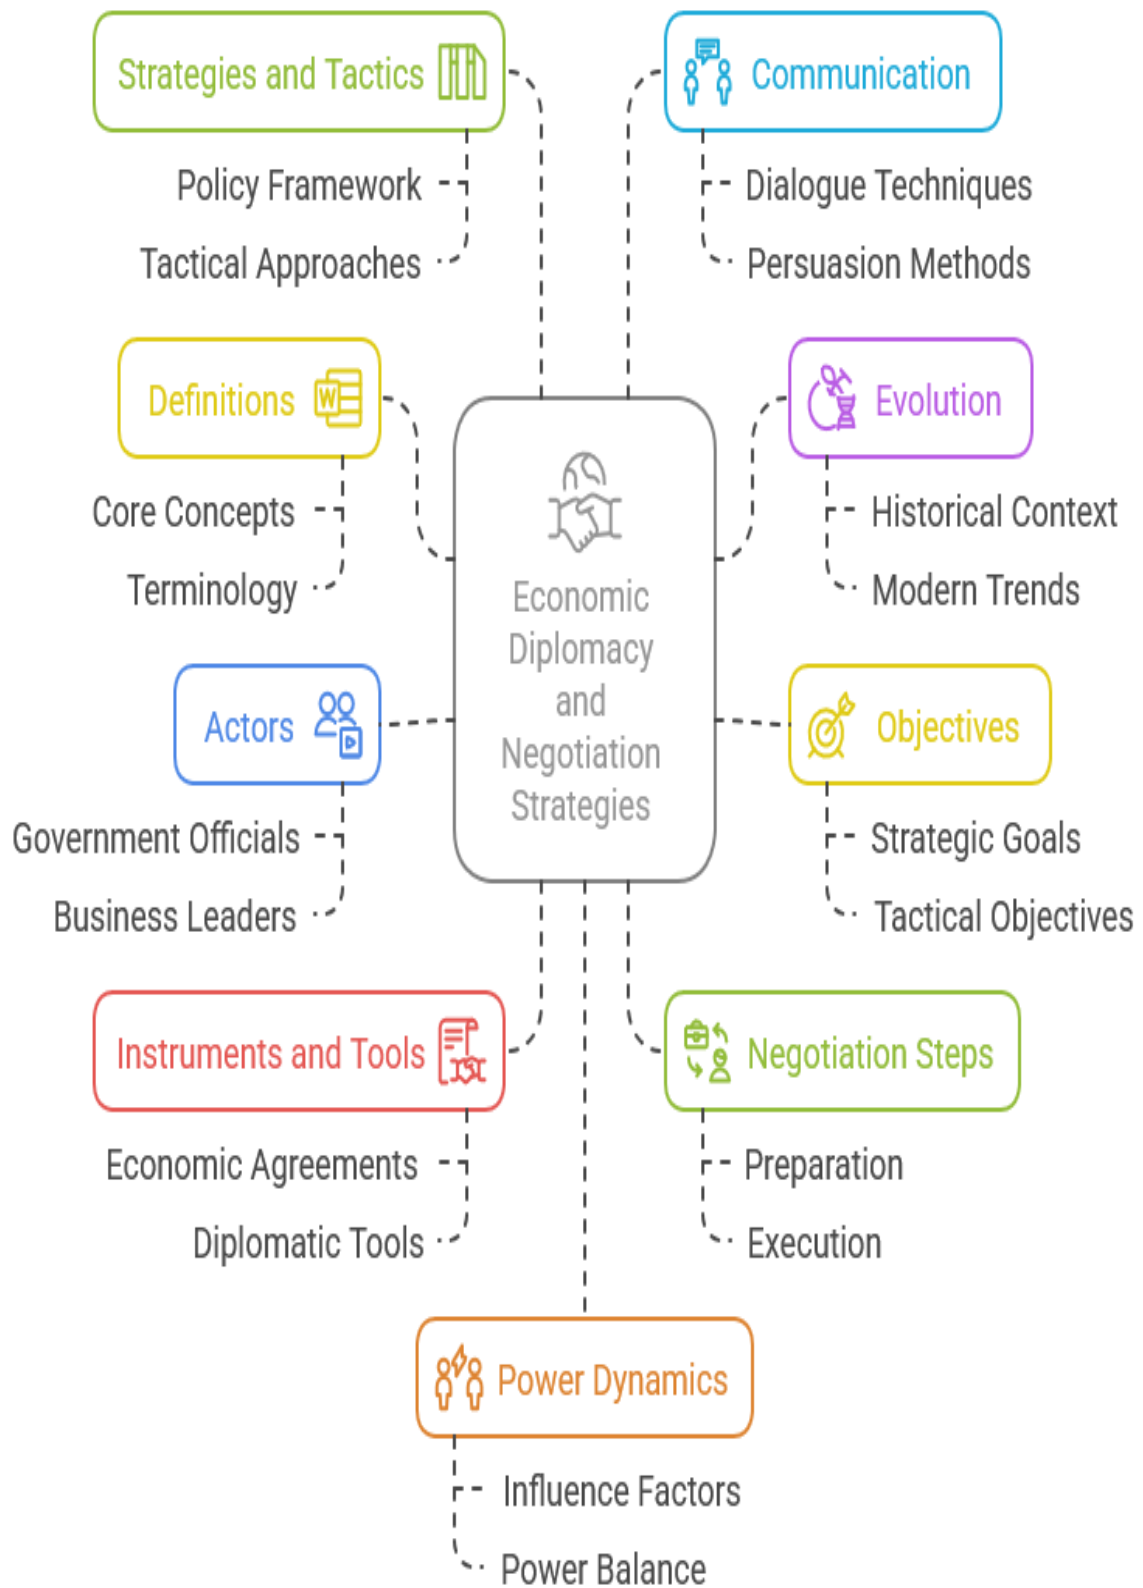 Strategies and Tactics
Policy Framework
Tactical Approaches
Communication
Dialogue Techniques
Persuasion Methods
Definitions
W
Core Concepts
Terminology
Evolution
Historical Context
Modern Trends
Economic
Diplomacy
and
Negotiation
Strategies
Actors
Government Officials
Business Leaders
Objectives
Strategic Goals
Tactical Objectives
Instruments and Tools
Economic Agreements
Diplomatic Tools
Negotiation Steps
Preparation
Execution
Power Dynamics
Influence Factors
Power Balance